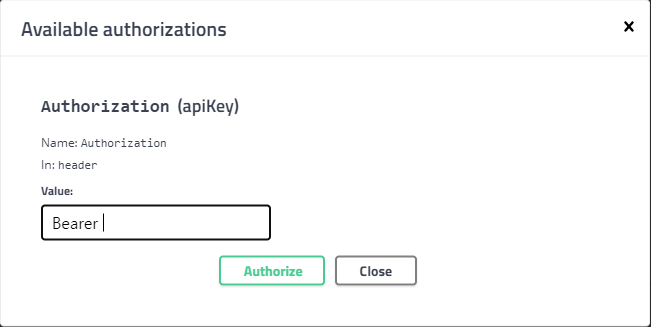 Available authorizations
Authorization (apiKey)
Name: Authorization
In: header
Value:
Bearer
Authorize Close